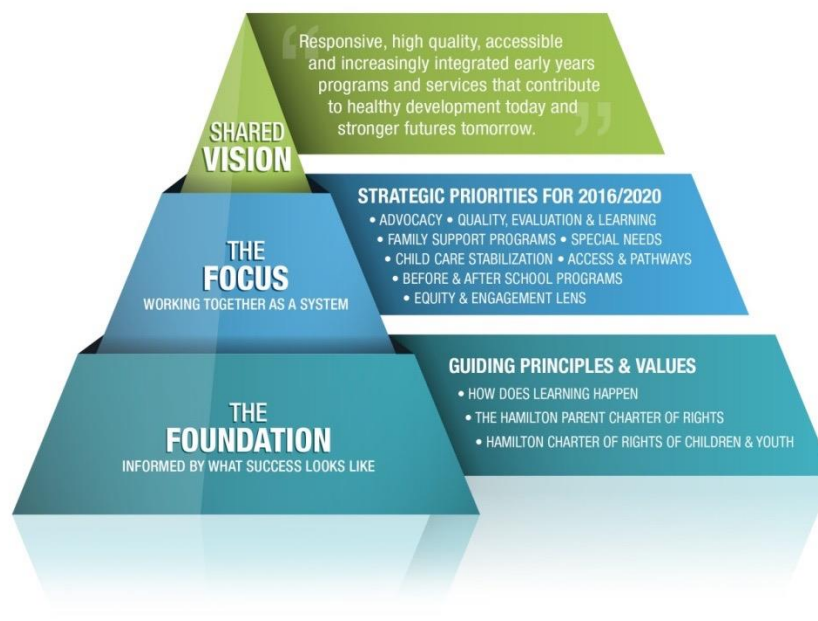 SHARED
VISION
“Responsive, high quality, accessible
and increasingly integrated early years
programs and services that contribute
to healthy development today and
stronger futures tomorrow.”
THE
FOCUS
WORKING TOGETHER AS A SYSTEM
STRATEGIC PRIORITIES FOR 2016/2020
• ADVOCACY • QUALITY, EVALUATION & LEARNING
• FAMILY SUPPORT PROGRAMS • SPECIAL NEEDS
• CHILD CARE STABILIZATION • ACCESS & PATHWAYS
• BEFORE & AFTER SCHOOL PROGRAMS
• EQUITY & ENGAGEMENT LENS
THE
FOUNDATION
INFORMED BY WHAT SUCCESS LOOKS LIKE
GUIDING PRINCIPLES & VALUES
• HOW DOES LEARNING HAPPEN
• THE HAMILTON PARENT CHARTER OF RIGHTS
• HAMILTON CHARTER OF RIGHTS OF CHILDREN & YOUTH